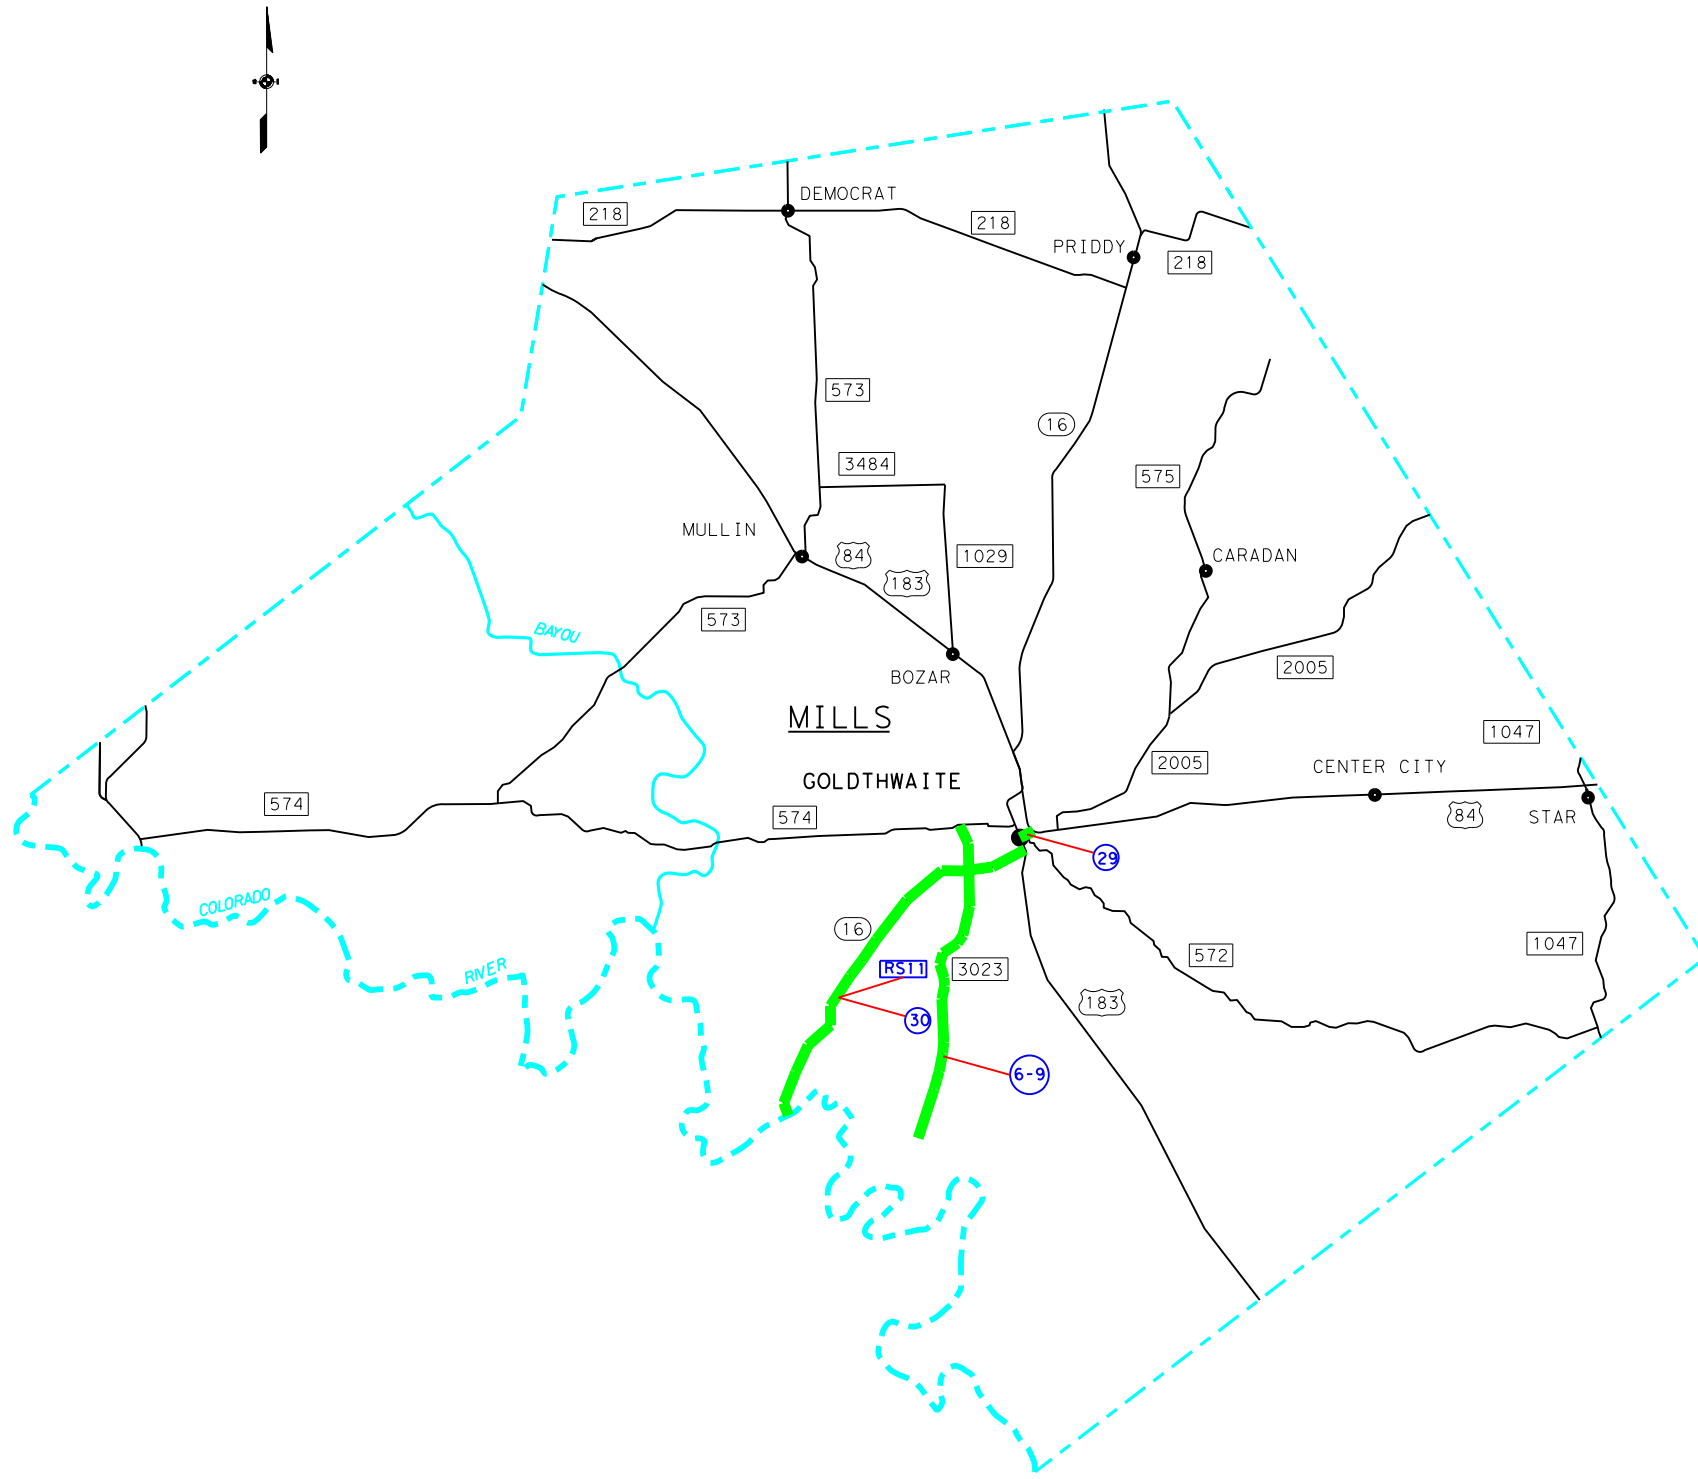 DEMOCRAT
218
218
PRIDDY
218
573
16
3484
575
MULLIN
84
1029
CARADAN
183
573
BAYOU
2005
BOZAR
MILLS
1047
2005
CENTER CITY
GOLDTHWAITE
574
574
84
STAR
29
COLORADO
16
1047
572
RIVER
RS11
3023
183
30
6-9